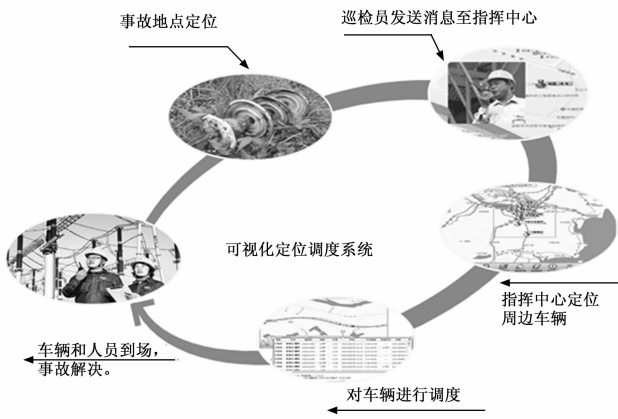 事故地点定位
巡检员发送消息至指挥中心
可视化定位调度系统
指挥中心定位
周边车辆
车辆和人员到场，
事故解决。
对车辆进行调度